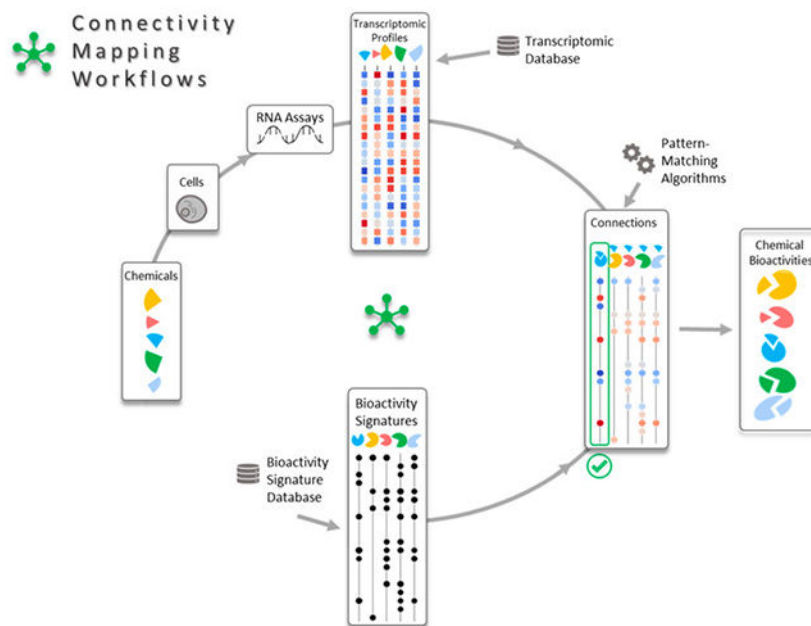 Connectivity
Mapping
Workflows
Transcriptomic
Profiles
Transcriptomic
Database
RNA Assays
Cells
Chemicals
Pattern-
Matching
Algorithms
Connections
Chemical
Bioactivities
Bioactivity
Signatures
Bioactivity
Signature
Database